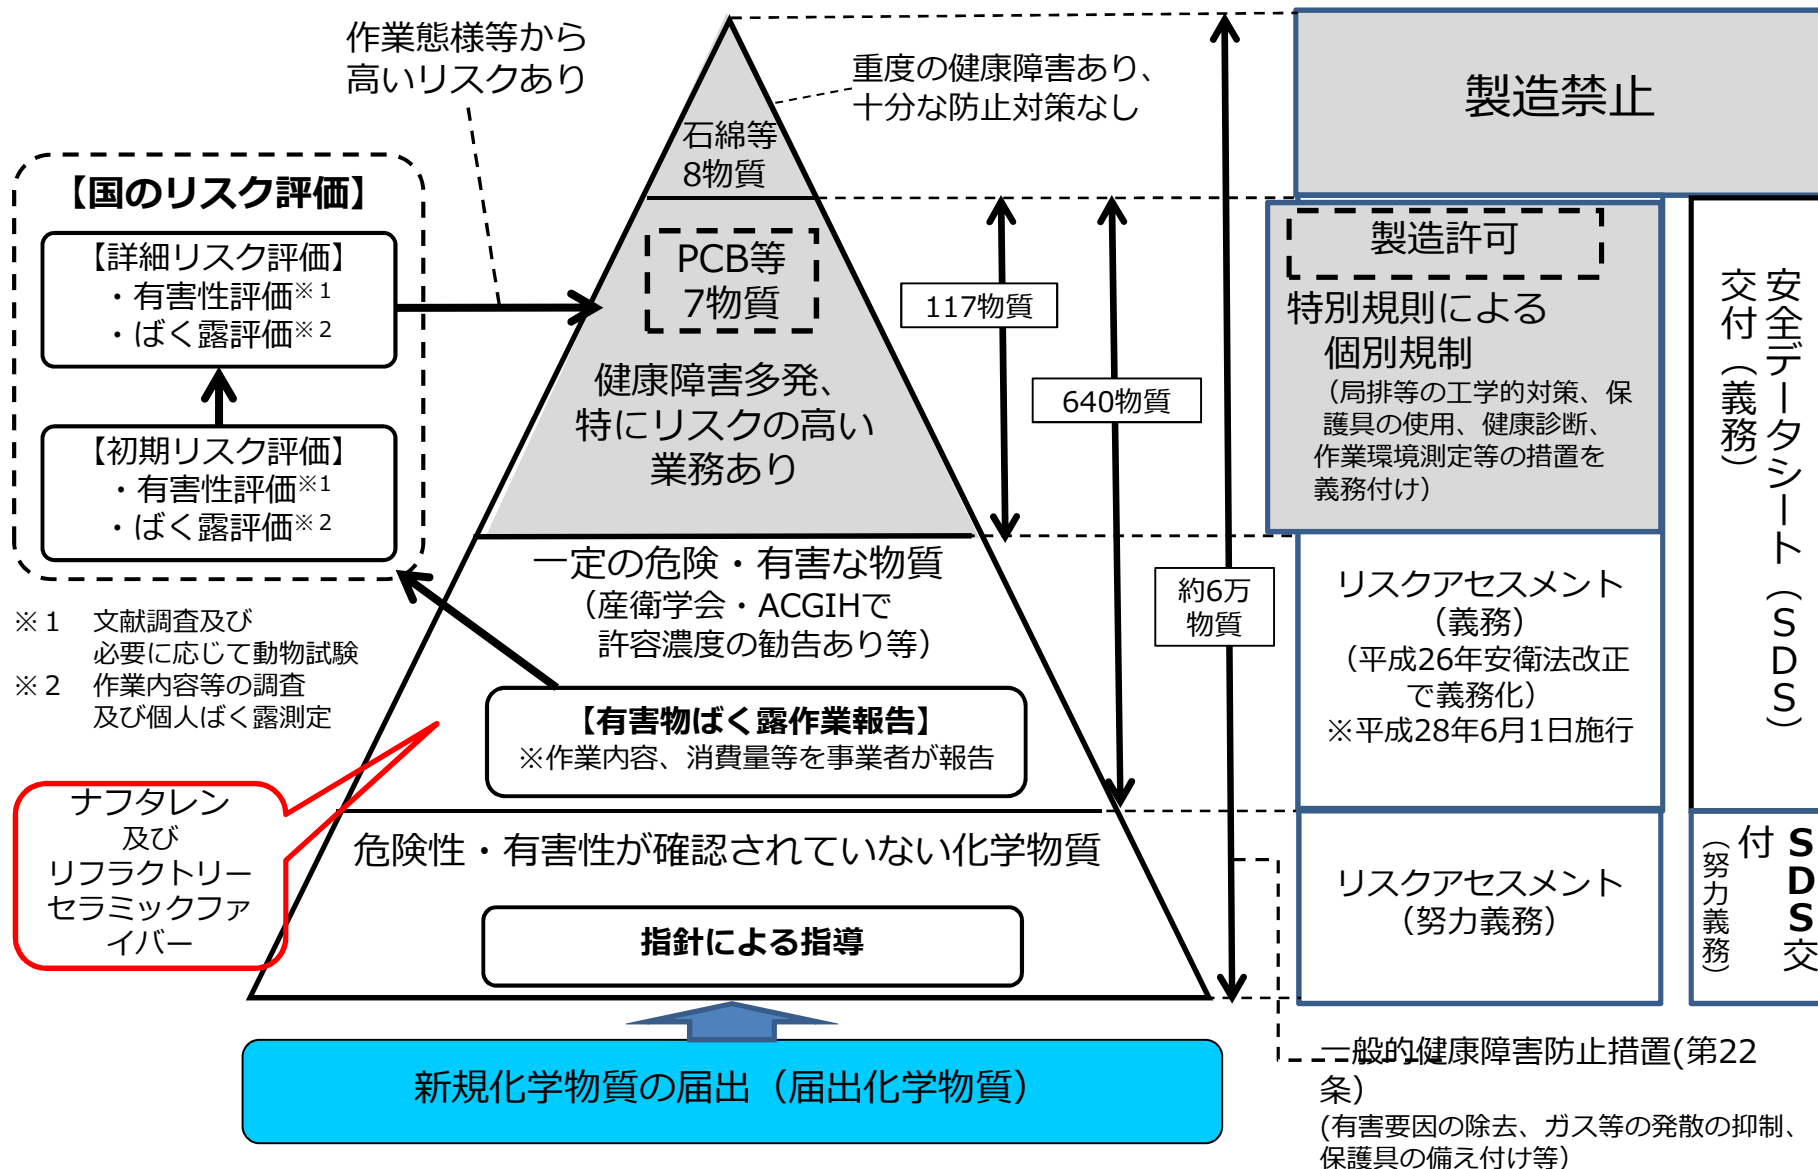 作業態様等から
高いリスクあり
重度の健康障害あり、
十分な防止対策なし
製造禁止
石綿等
8物質
【国のリスク評価】
【詳細リスク評価】
・有害性評価※1
・ばく露評価※2
【初期リスク評価】
・有害性評価※1
・ばく露評価※2
※1 文献調査及び
必要に応じて動物試験
※2 作業内容等の調査
及び個人ばく露測定
PCB等
7物質
健康障害多発、
特にリスクの高い
業務あり
117物質
640物質
約6万
物質
製造許可
特別規則による
個別規制
（局排等の工学的対策、保
護具の使用、健康診断、
作業環境測定等の措置を
義務付け）
安全データシート（SDS）
交付（義務）
一定の危険・有害な物質
（産衛学会・ACGIHで
許容濃度の勧告あり等）
【有害物ばく露作業報告】
※作業内容、消費量等を事業者が報告
リスクアセスメント
（義務）
（平成26年安衛法改正
で義務化）
※平成28年6月1日施行
ナフタレン
及び
リフラクトリー
セラミックファ
イバー
危険性・有害性が確認されていない化学物質
指針による指導
リスクアセスメント
（努力義務）
SDS交
付
（努力義務）
新規化学物質の届出（届出化学物質）
一般的健康障害防止措置(第22
条）
(有害要因の除去、ガス等の発散の抑制、
保護具の備え付け等）